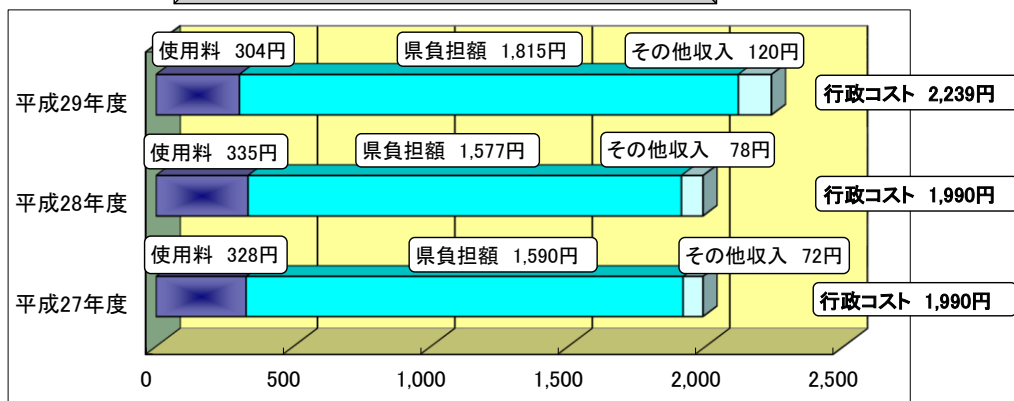 使用料 304円
県負担額 1,815円
その他収入 120円
平成29年度
行政コスト 2,239円
使用料 335円
県負担額 1,577円
その他収入 78円
平成28年度
行政コスト 1,990円
使用料 328円
県負担額 1,590円
その他収入 72円
平成27年度
行政コスト 1,990円
0 500 1,000 1,500 2,000 2,500